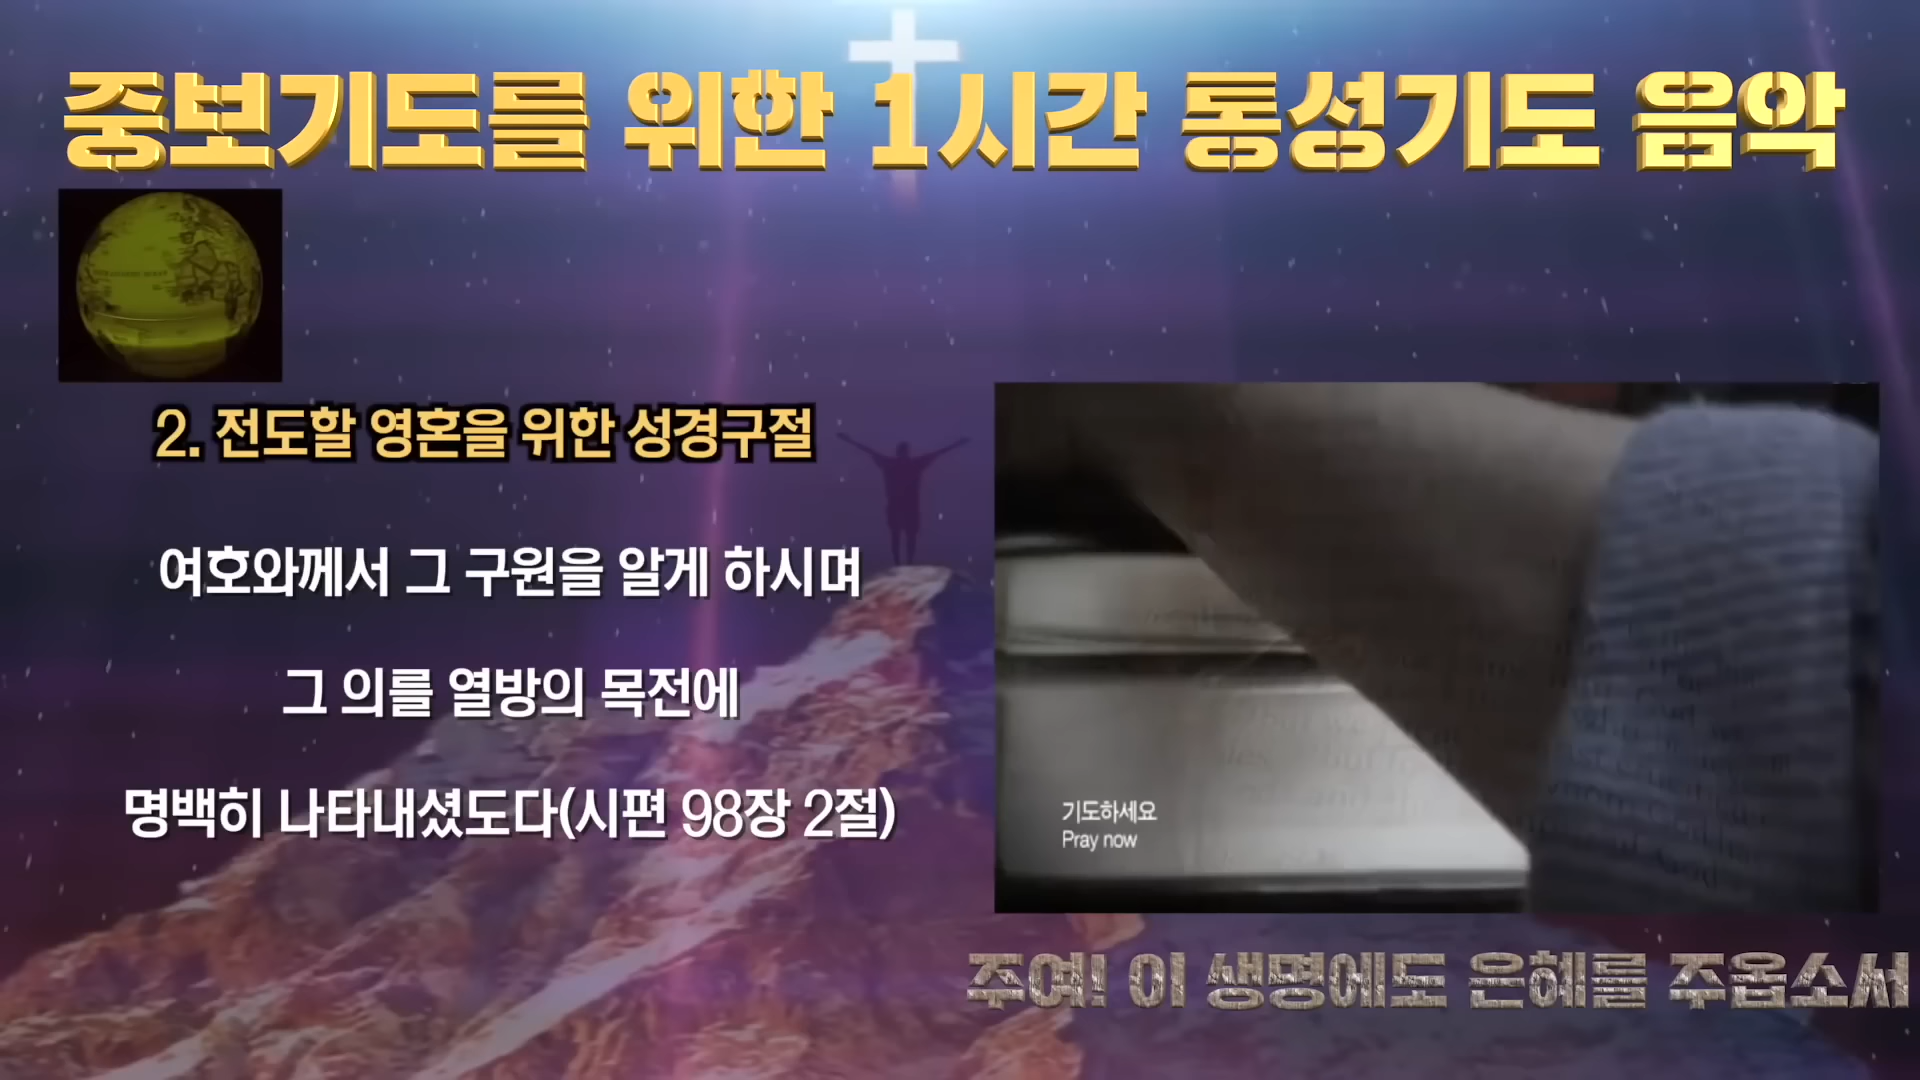 중보기도를 위한 1시간 통성기도 음악
2. 전도할 영혼을 위한 성경구절
여호와께서 그 구원을 알게 하시며
그 의를 열방의 목전에
명백히 나타내셨도다(시편 98장 2절)
기도하세요
Pray now
주여! 이 생명에도 은혜를 주옵소서